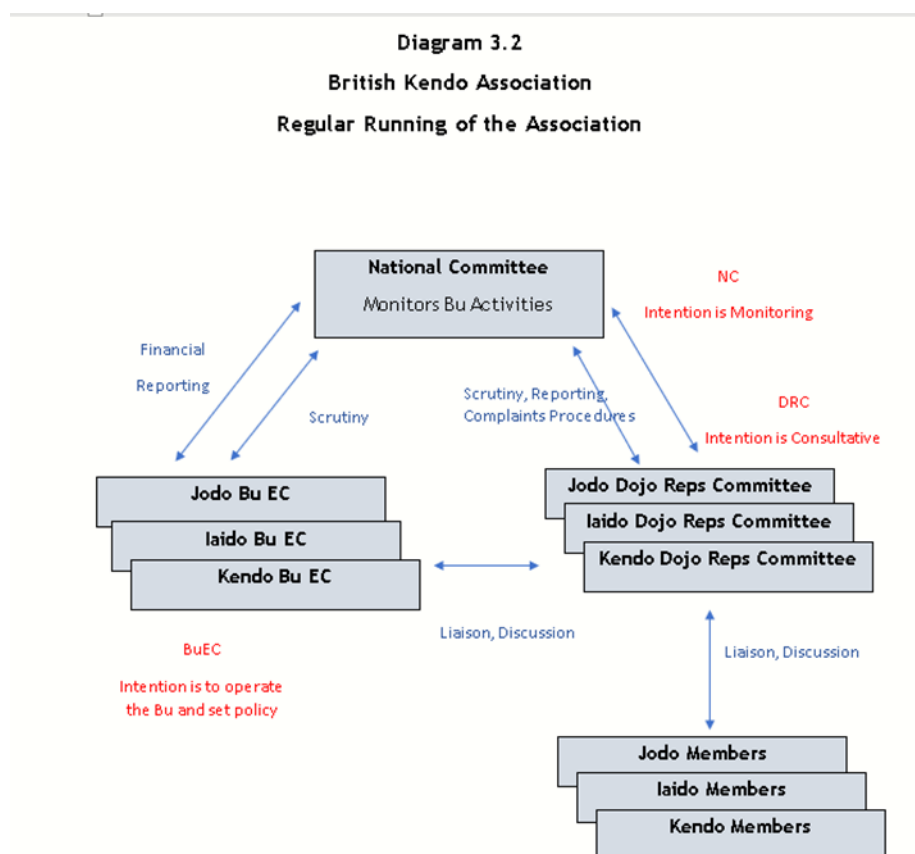 Diagram 3.2
British Kendo Association
Regular Running of the Association
National Committee
Monitors Bu Activities
NC
Intention is Monitoring
Financial
Reporting
Scrutiny
Scrutiny, Reporting,
Complaints Procedures
DRC
Intention is Consultative
Jodo Bu EC
Iaido Bu EC
Kendo Bu EC
Jodo Dojo Reps Committee
Iaido Dojo Reps Committee
Kendo Dojo Reps Committee
Liaison, Discussion
BuEC
Intention is to operate
the Bu and set policy
Liaison, Discussion
Jodo Members
Iaido Members
Kendo Members